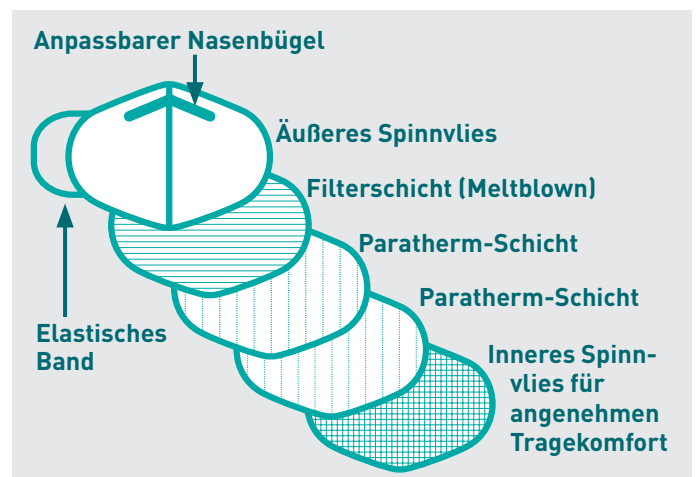 Anpassbarer Nasenbügel
Äußeres Spinnvlies
Filterschicht (Meltblown)
Paratherm-Schicht
Paratherm-Schicht
Elastisches
Band
Inneres Spinn-
vlies für
angenehmen
Tragekomfort